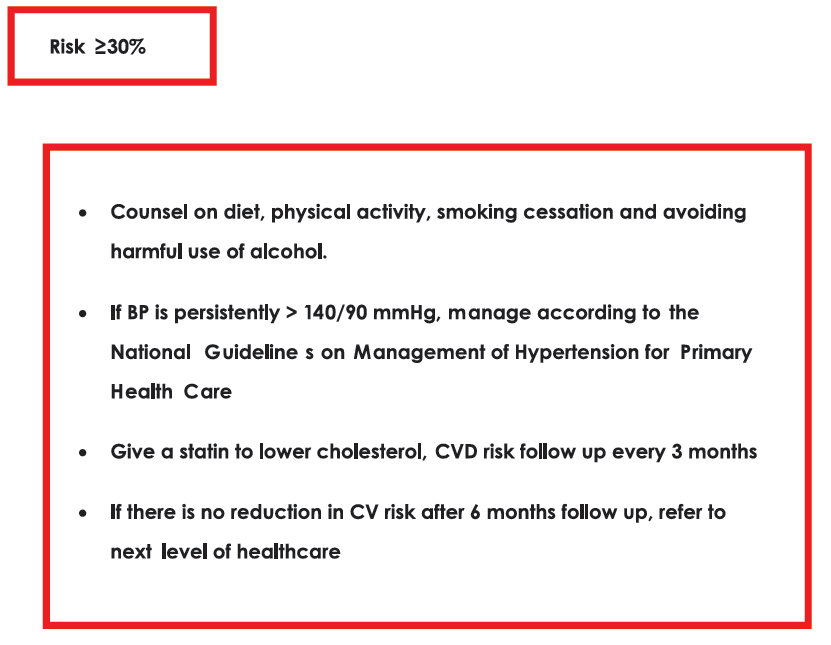 Risk ≥30%
• Counsel on diet, physical activity, smoking cessation and avoiding
harmful use of alcohol.
• If BP is persistently > 140/90 mmHg, manage according to the
National Guideline s on Management of Hypertension for Primary
Health Care
• Give a statin to lower cholesterol, CVD risk follow up every 3 months
• If there is no reduction in CV risk after 6 months follow up, refer to
next level of healthcare